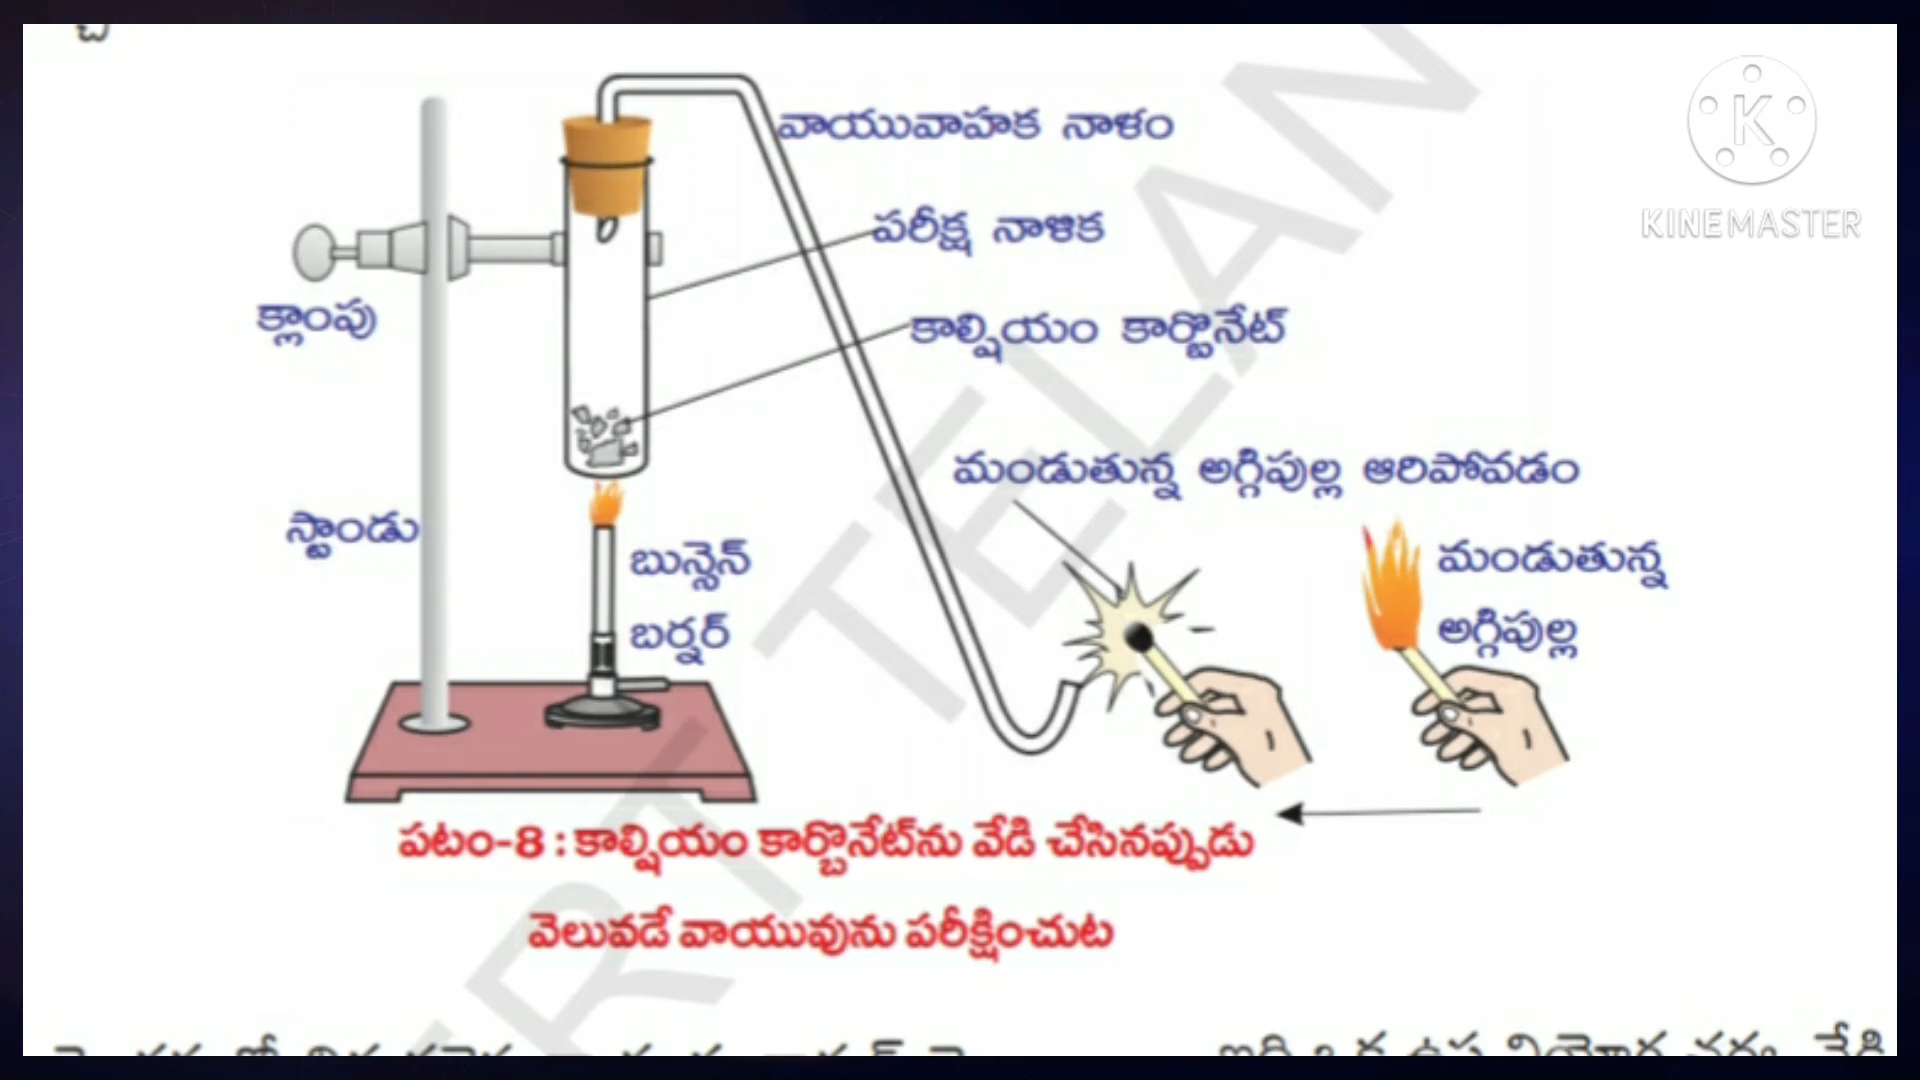 వాయువాహక నాళం
KINEMASTER
పరీక్ష నాళిక
క్లాంపు
కాల్షియం కార్బొనేట్
మండుతున్న అగ్గిపుల్ల ఆరిపోవడం
స్టాండు
బున్సెన్
బర్నర్
మండుతున్న
అగ్గిపుల్ల
పటం-8 : కాల్షియం కార్బొనేట్‌ను వేడి చేసినప్పుడు
వెలువడే వాయువును పరీక్షించుట